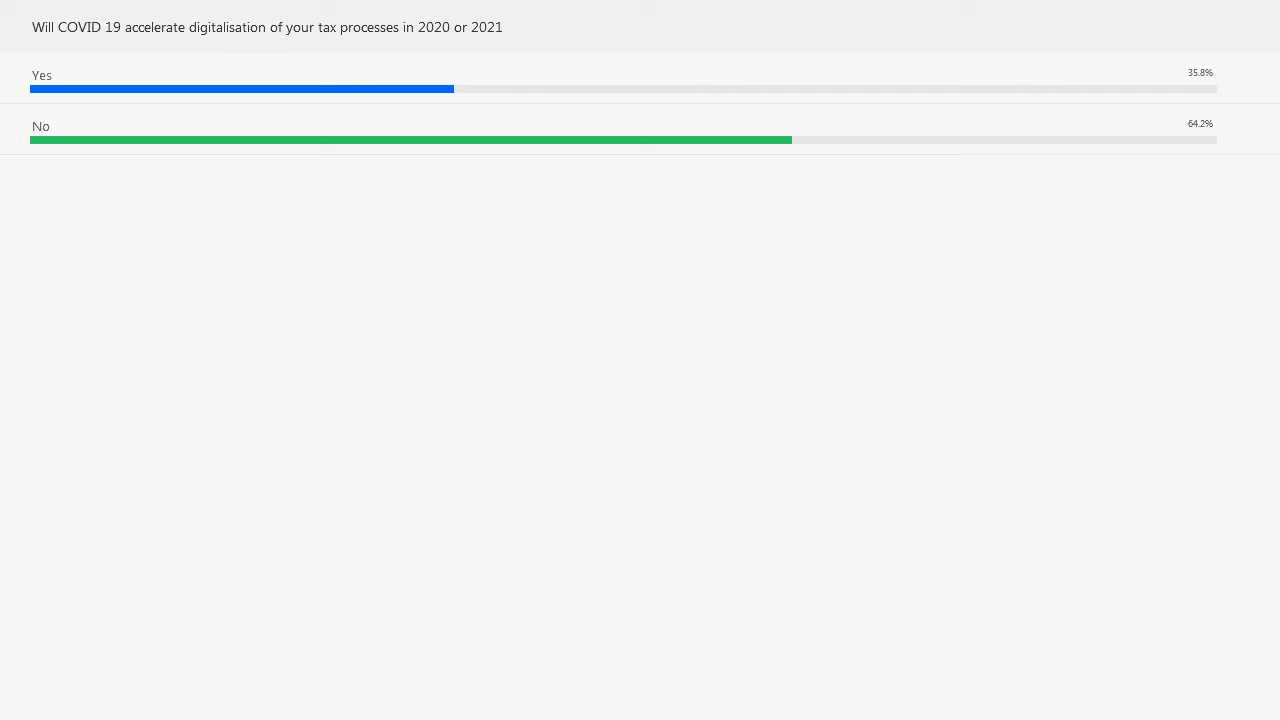 Will COVID 19 accelerate digitalisation of your tax processes in 2020 or 2021
Yes
35.8%
No
64.2%